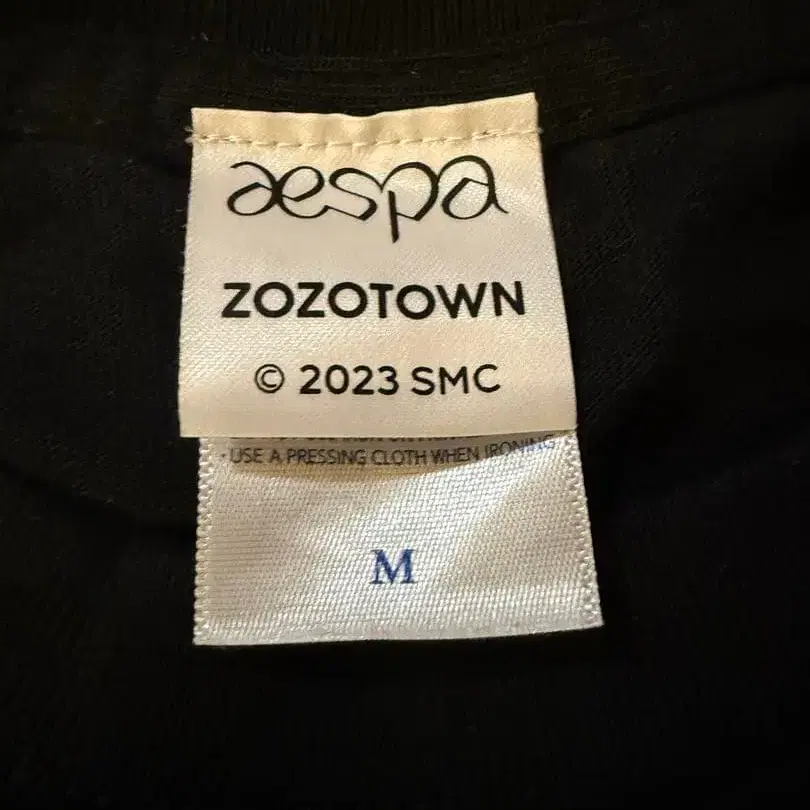 aespa
ZOZOTOWN
© 2023 SMC
· USE A PRESSING CLOTH WHEN IRONING
M